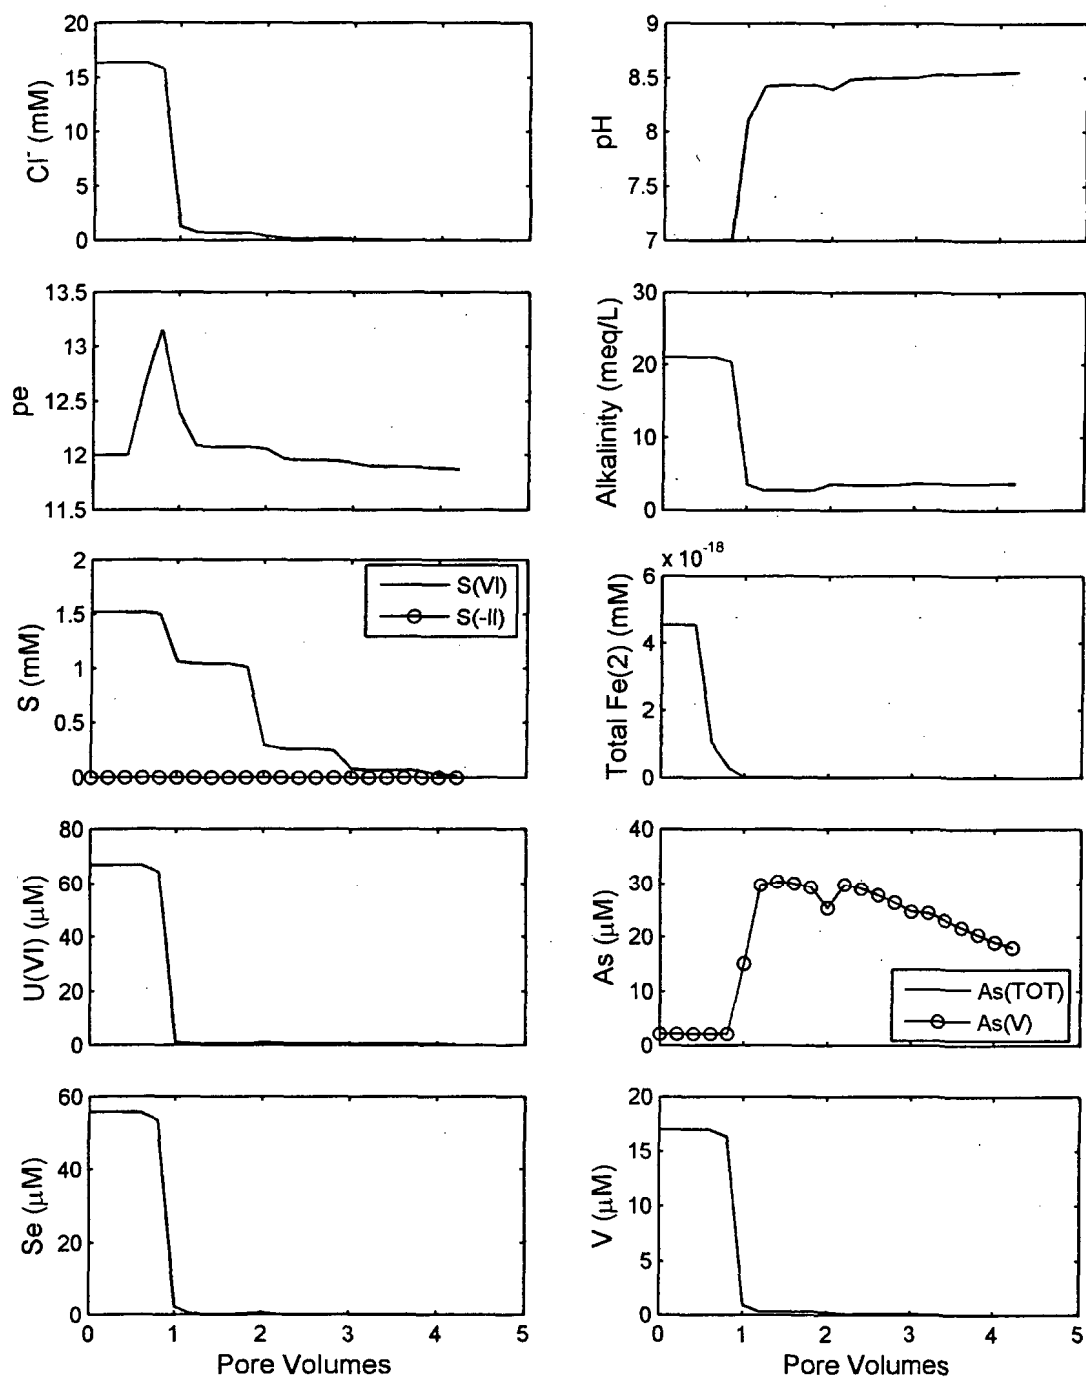 20
15
10
5
0
Cl⁻ (mM)
9
8.5
8
7.5
7
pH
13.5
13
12.5
12
11.5
pe
30
20
10
0
Alkalinity (meq/L)
2
1.5
1
0.5
0
S (mM)
S(VI)
S(-II)
x 10⁻¹⁸
6
4
2
0
Total Fe(2) (mM)
80
60
40
20
0
U(VI) (μM)
40
30
20
10
0
As (μM)
As(TOT)
As(V)
60
40
20
0
Se (μM)
0 1 2 3 4 5
Pore Volumes
20
15
10
5
0
V (μM)
0 1 2 3 4 5
Pore Volumes